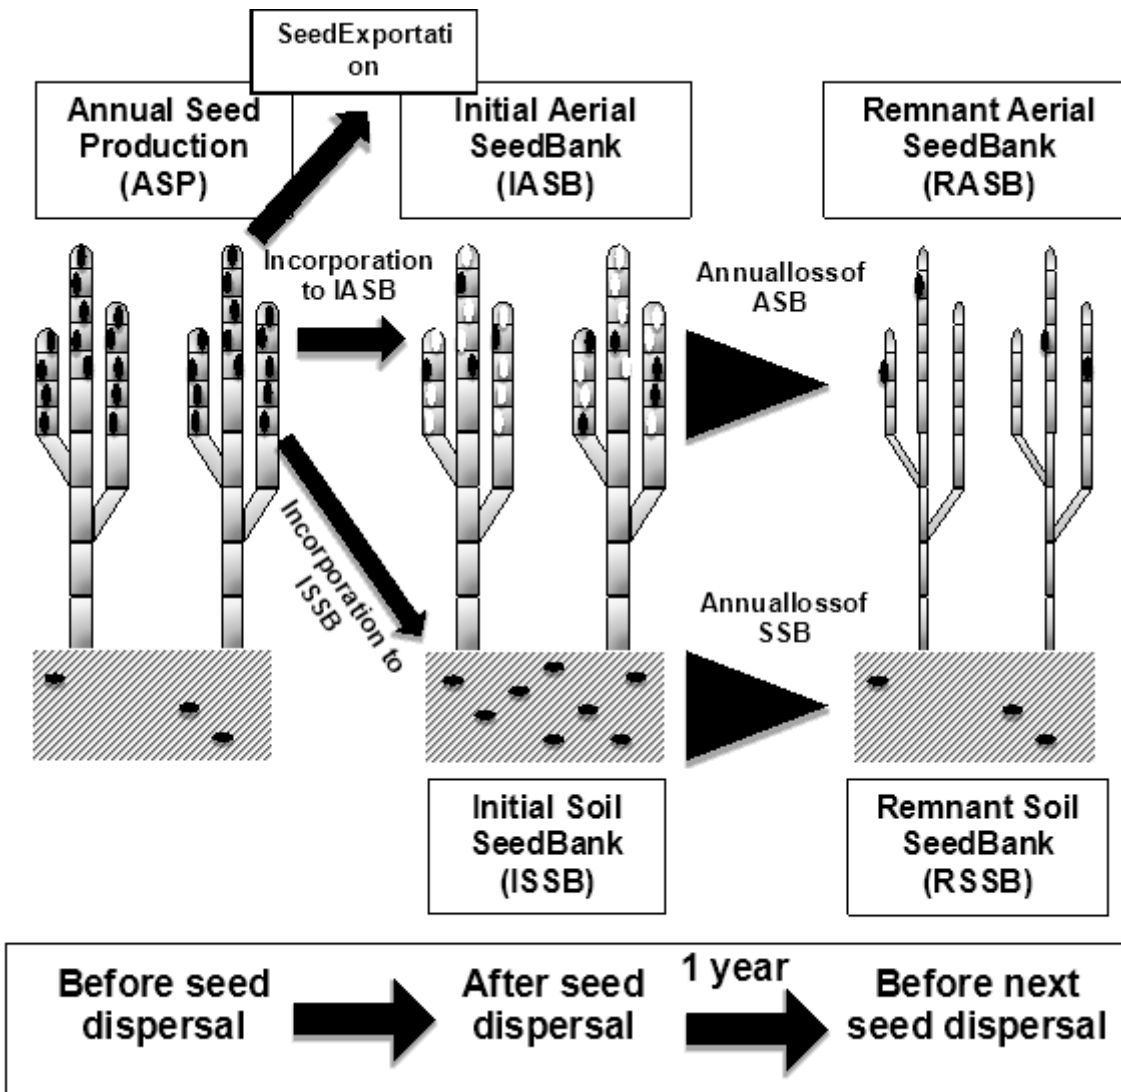 SeedExportati
on
Annual Seed
Production
(ASP)
Initial Aerial
SeedBank
(IASB)
Remnant Aerial
SeedBank
(RASB)
Incorporation
to IASB
Annuallossof
ASB
Incorporation to
ISSB
Annuallossof
SSB
Initial Soil
SeedBank
(ISSB)
Remnant Soil
SeedBank
(RSSB)
Before seed
dispersal
After seed
dispersal
1 year
Before next
seed dispersal